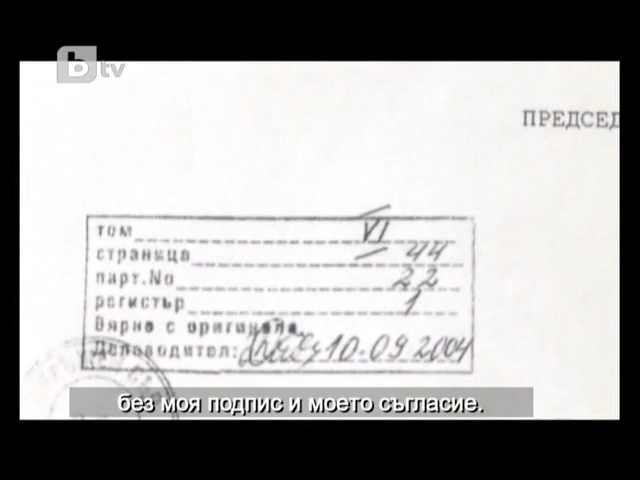 btv
ПРЕДСЕД
том VI
страница 44
парт.No 22
регистър 1
Вярно с оригинала
Деловодител: 10-09.2004
без моя подпис и моето съгласие.